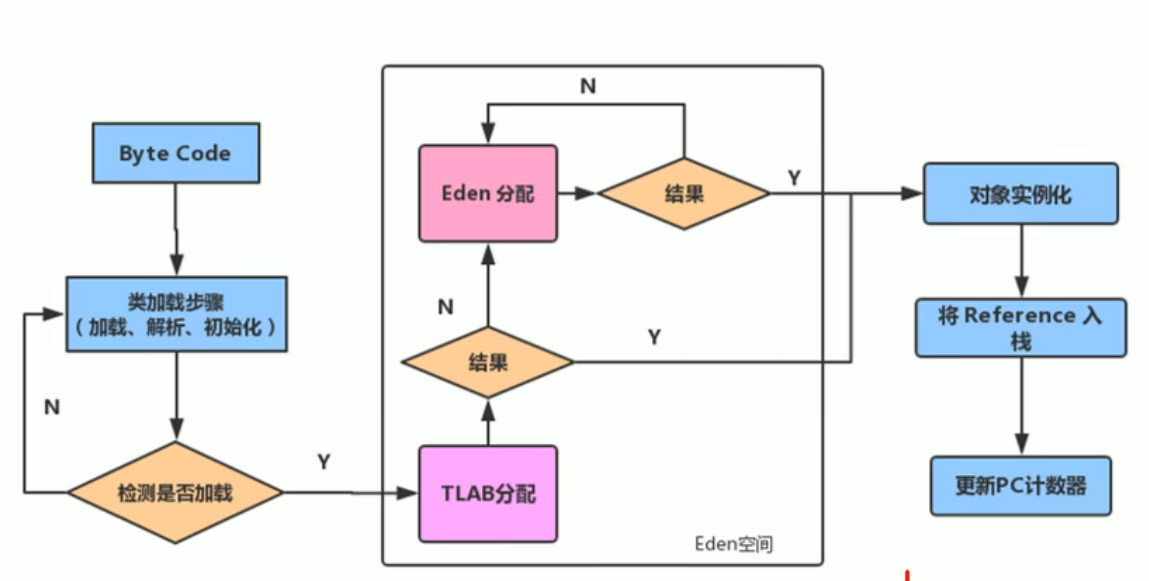 Byte Code
类加载步骤
（加载、解析、初始化）
N
检测是否加载
Y
N
Eden 分配
结果
Y
N
结果
Y
TLAB分配
Eden空间
对象实例化
将 Reference 入
栈
更新PC计数器